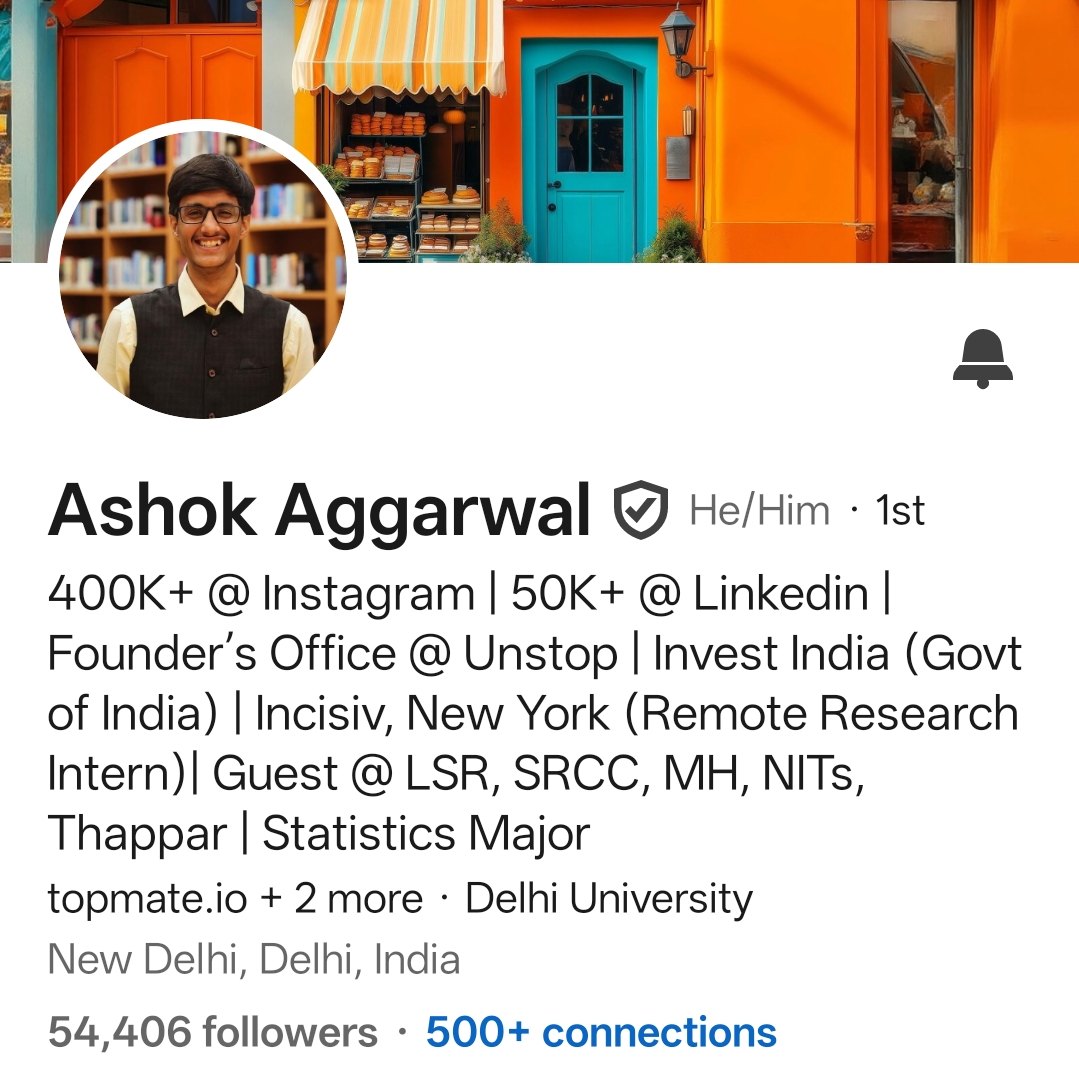 Ashok Aggarwal He/Him · 1st
400K+ @ Instagram | 50K+ @ Linkedin |
Founder’s Office @ Unstop | Invest India (Govt
of India) | Incisiv, New York (Remote Research
Intern)| Guest @ LSR, SRCC, MH, NITs,
Thappar | Statistics Major
topmate.io + 2 more · Delhi University
New Delhi, Delhi, India
54,406 followers · 500+ connections